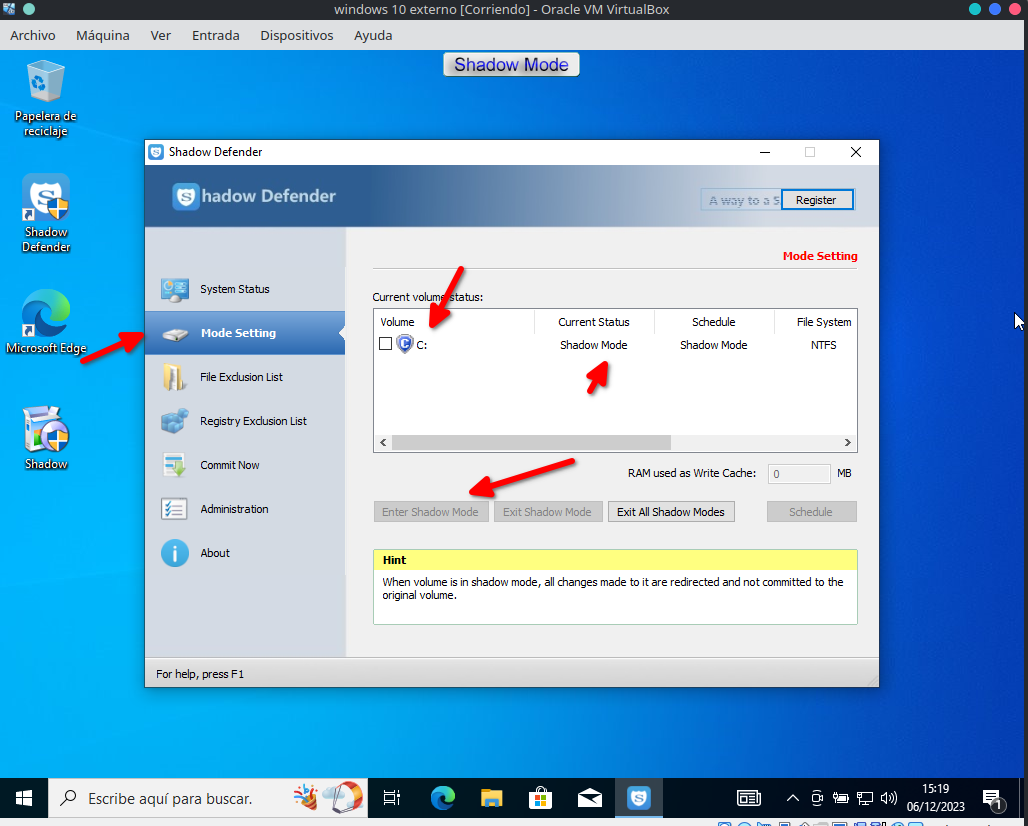 windows 10 externo [Corriendo] - Oracle VM VirtualBox
Archivo Máquina Ver Entrada Dispositivos Ayuda
Shadow Mode
Papelera de
reciclaje
Shadow
Defender
Microsoft Edge
Shadow
Shadow Defender
Shadow Defender
A way to a S
Register
System Status
Mode Setting
File Exclusion List
Registry Exclusion List
Commit Now
Administration
About
Mode Setting
Current volume status:
Volume Current Status Schedule File System
C: Shadow Mode Shadow Mode NTFS
RAM used as Write Cache: 0 MB
Enter Shadow Mode Exit Shadow Mode Exit All Shadow Modes Schedule
Hint
When volume is in shadow mode, all changes made to it are redirected and not committed to the
original volume.
For help, press F1
Escribe aquí para buscar.
15:19
06/12/2023
1